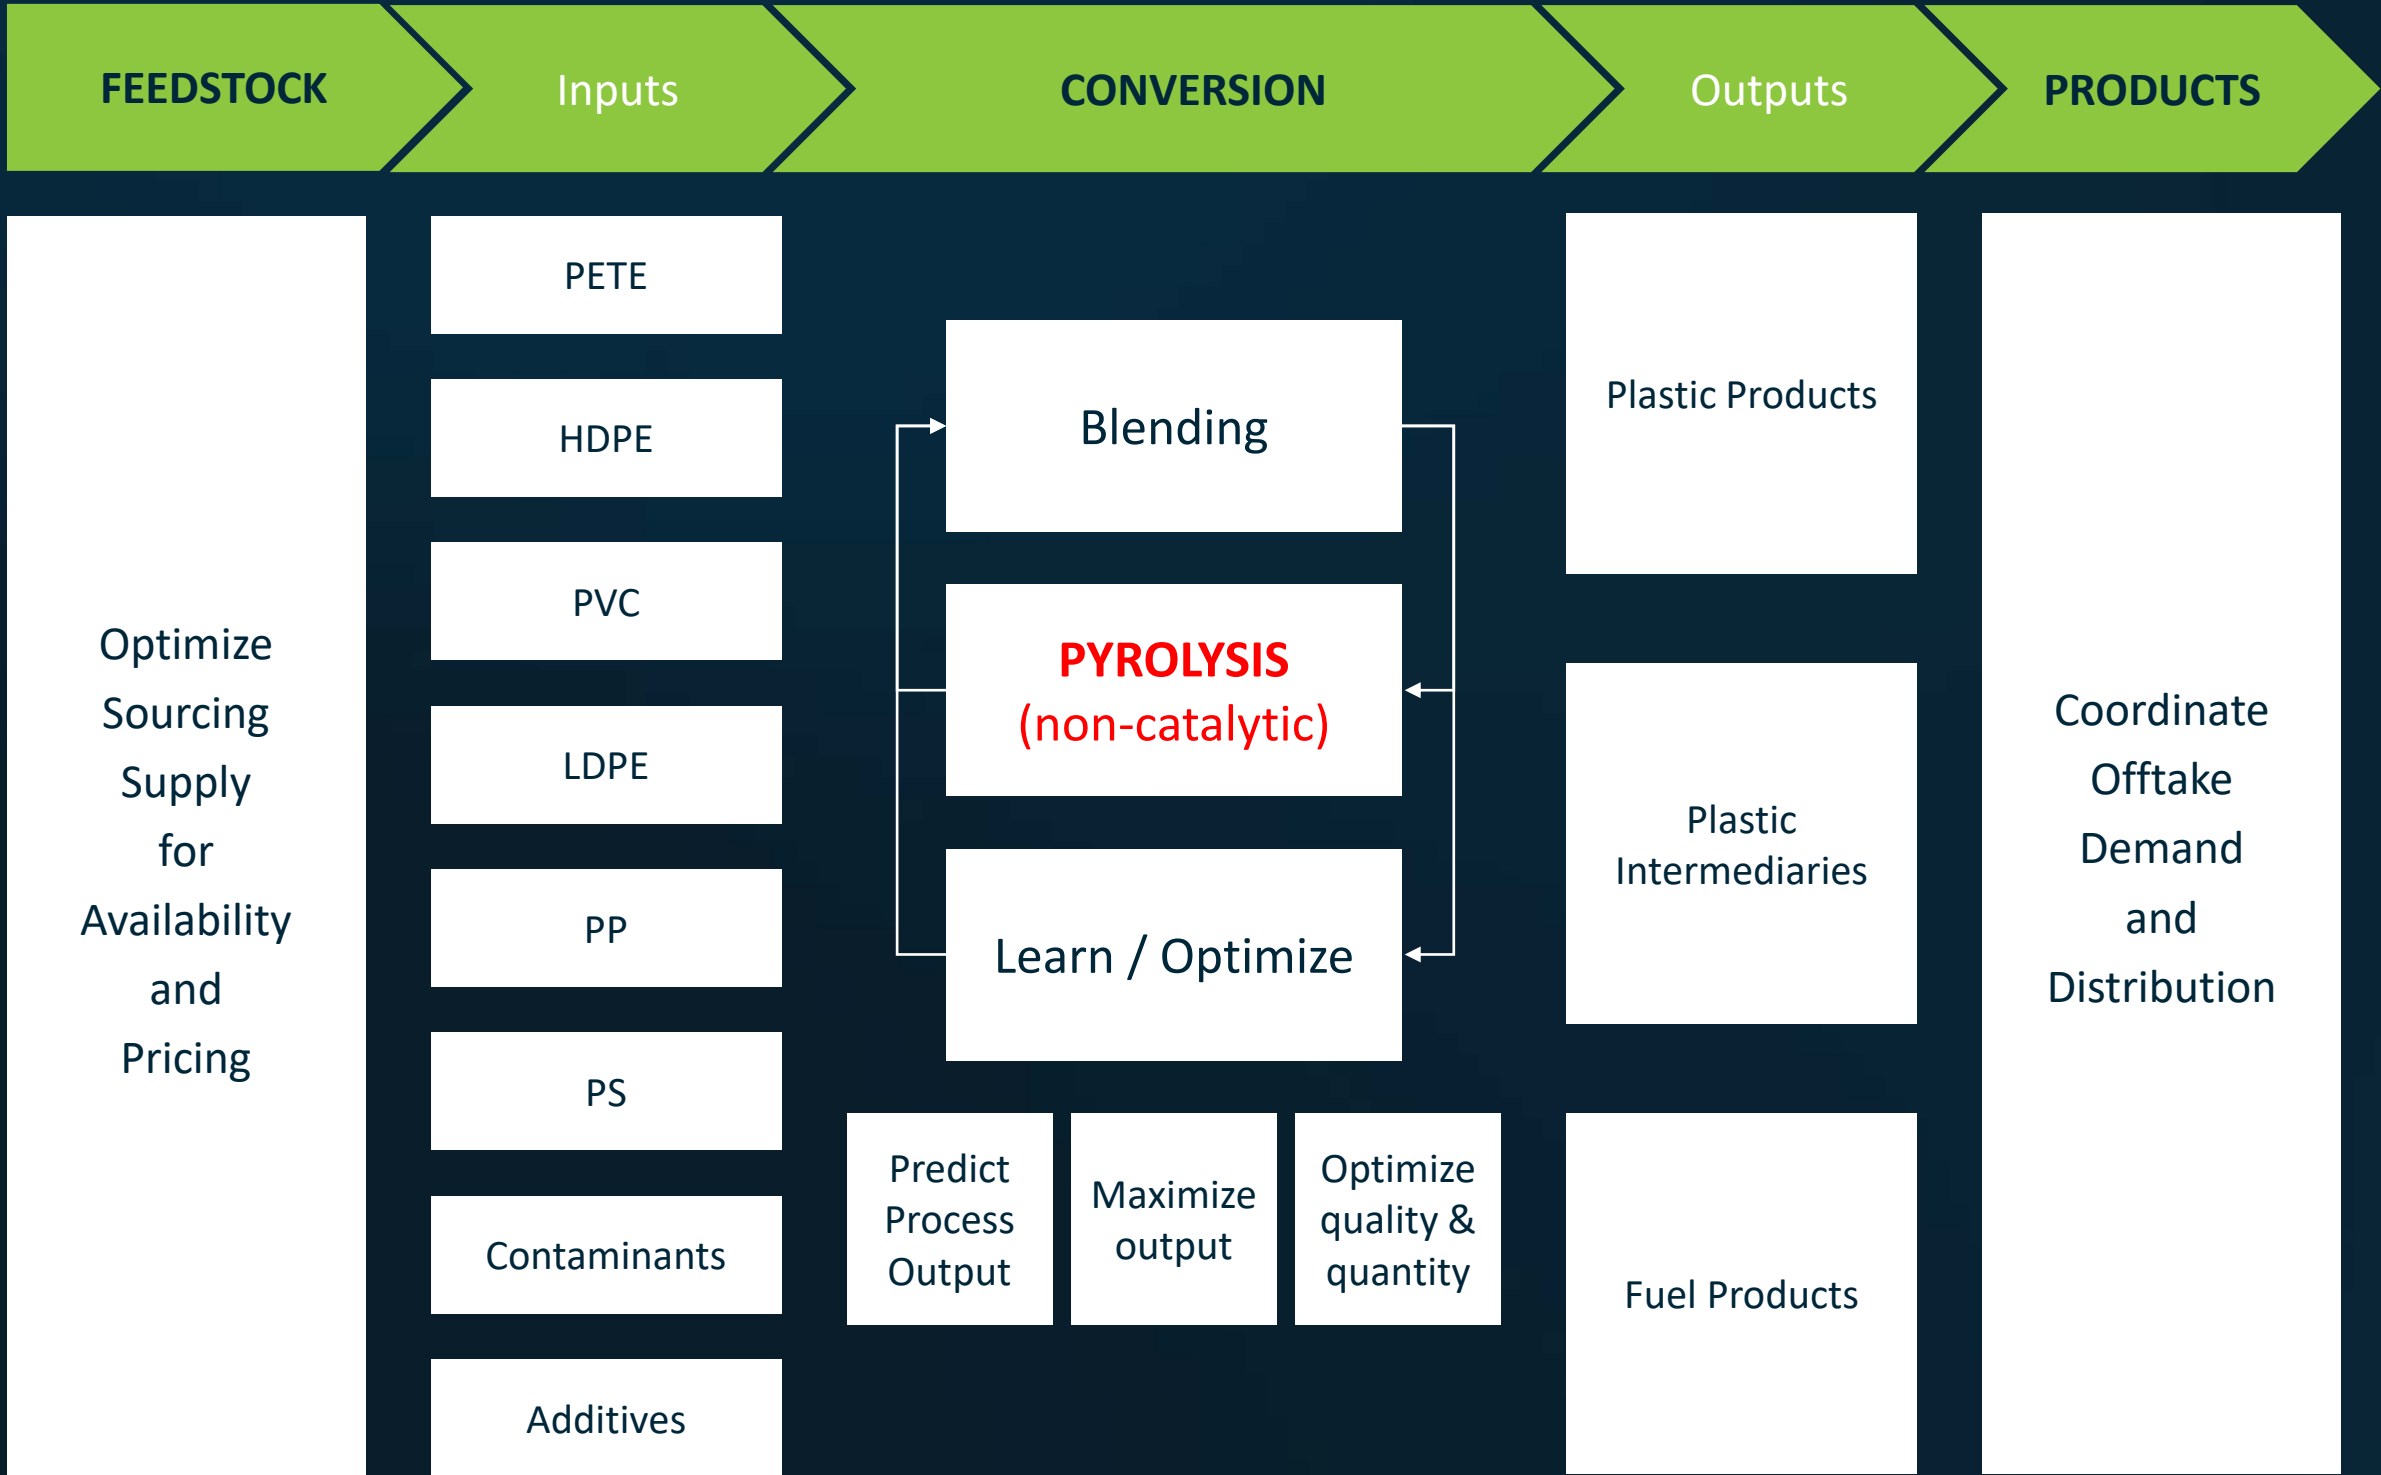 FEEDSTOCK
Inputs
CONVERSION
Outputs
PRODUCTS
Optimize
Sourcing
Supply
for
Availability
and
Pricing
PETE
HDPE
PVC
LDPE
PP
PS
Contaminants
Additives
Blending
PYROLYSIS
(non-catalytic)
Learn / Optimize
Predict
Process
Output
Maximize
output
Optimize
quality &
quantity
Plastic Products
Plastic
Intermediaries
Fuel Products
Coordinate
Offtake
Demand
and
Distribution